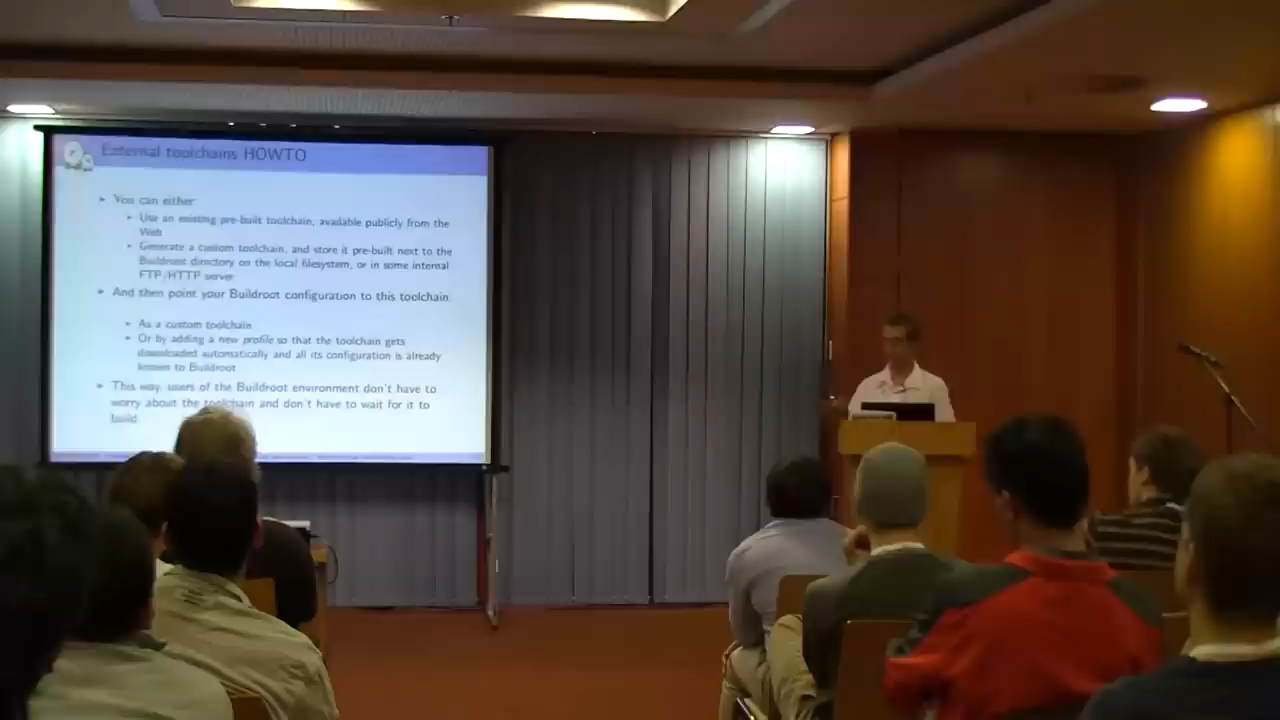 External toolchains HOWTO
You can either
Use an existing pre-built toolchain, available publicly from the
Web
Generate a custom toolchain, and store it pre-built next to the
Buildroot directory on the local filesystem, or in some internal
FTP/HTTP server
And then point your Buildroot configuration to this toolchain
As a custom toolchain
Or by adding a new profile so that the toolchain gets
downloaded automatically and all its configuration is already
known to Buildroot
This way, users of the Buildroot environment don't have to
worry about the toolchain and don't have to wait for it to
build